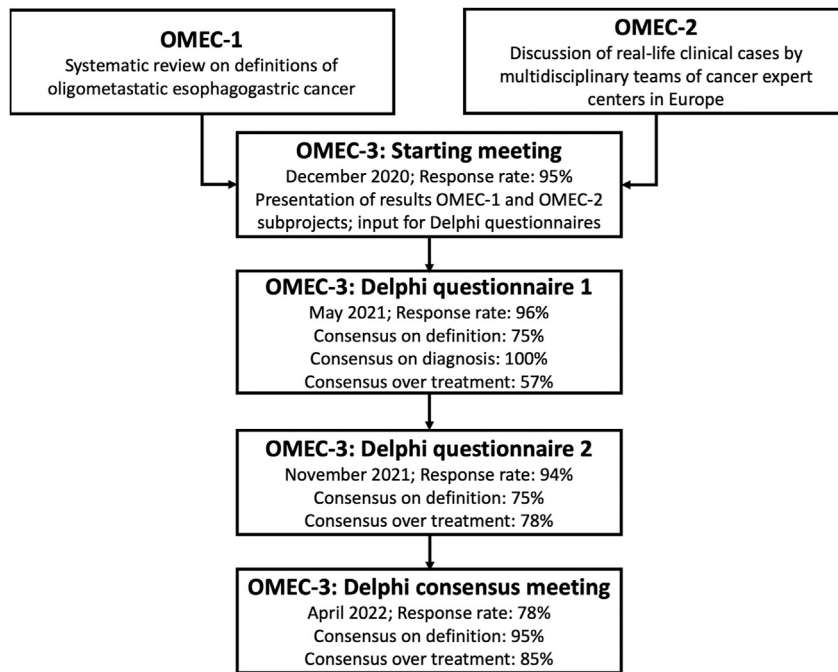 OMEC-1
Systematic review on definitions of
oligometastatic esophagogastric cancer
OMEC-2
Discussion of real-life clinical cases by
multidisciplinary teams of cancer expert
centers in Europe
OMEC-3: Starting meeting
December 2020; Response rate: 95%
Presentation of results OMEC-1 and OMEC-2
subprojects; input for Delphi questionnaires
OMEC-3: Delphi questionnaire 1
May 2021; Response rate: 96%
Consensus on definition: 75%
Consensus on diagnosis: 100%
Consensus over treatment: 57%
OMEC-3: Delphi questionnaire 2
November 2021; Response rate: 94%
Consensus on definition: 75%
Consensus over treatment: 78%
OMEC-3: Delphi consensus meeting
April 2022; Response rate: 78%
Consensus on definition: 95%
Consensus over treatment: 85%